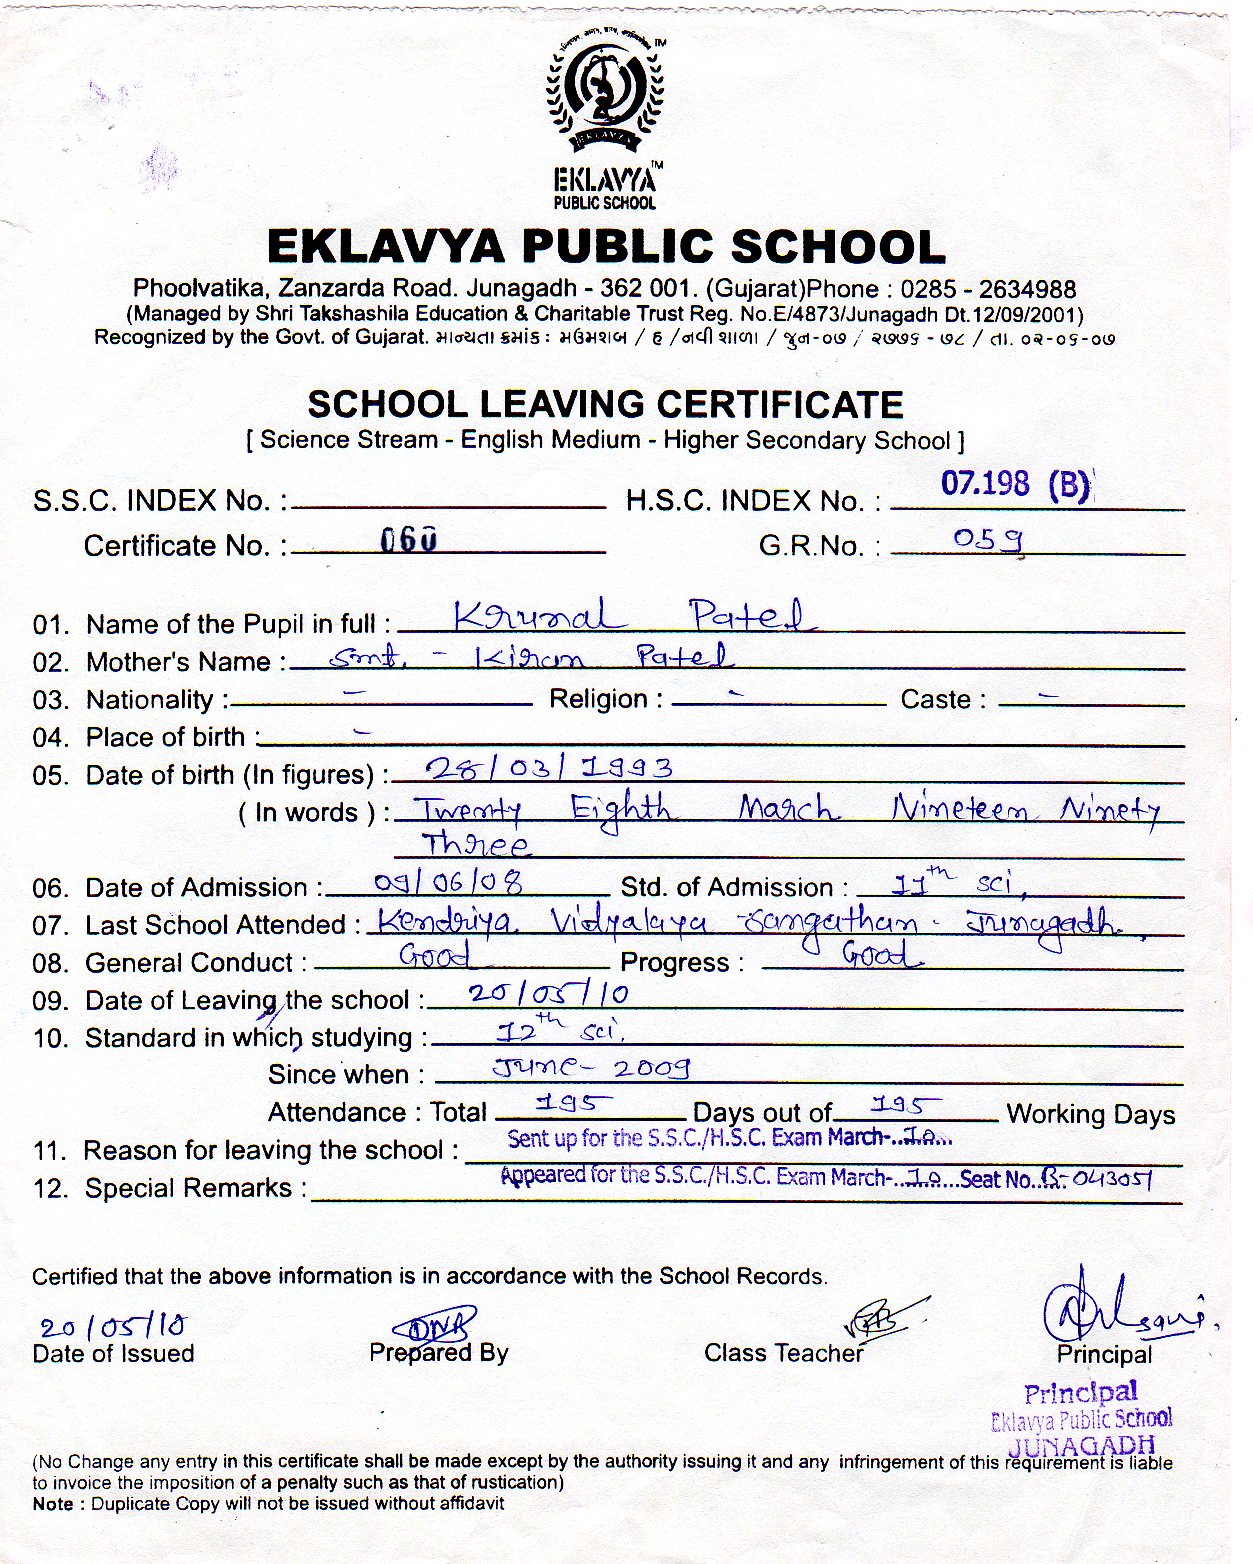 EKLAVYA
EKLAVYA™
PUBLIC SCHOOL
EKLAVYA PUBLIC SCHOOL
Phoolvatika, Zanzarda Road. Junagadh - 362 001. (Gujarat)Phone : 0285 - 2634988
(Managed by Shri Takshashila Education & Charitable Trust Reg. No.E/4873/Junagadh Dt.12/09/2001)
Recognized by the Govt. of Gujarat. માન્યતા ક્રમાંક : મઉમશબ / હ /નવી શાળા / જુન-૦૭ / ૨૭૭૬ - ૭૮ / તા. ૦૨-૦૬-૦૭
SCHOOL LEAVING CERTIFICATE
[ Science Stream - English Medium - Higher Secondary School ]
S.S.C. INDEX No. : H.S.C. INDEX No. : 07.198 (B)
Certificate No. : 060 G.R.No. : 059
01. Name of the Pupil in full : Krunal Patel
02. Mother's Name : Smt. - Kiran Patel
03. Nationality : - Religion : - Caste : -
04. Place of birth : -
05. Date of birth (In figures) : 28/03/1993
( In words ) : Twenty Eighth March Nineteen Ninety
Three
06. Date of Admission : 09/06/08 Std. of Admission : 11th sci,
07. Last School Attended : Kendriya Vidyalaya Sangathan - Junagadh.
08. General Conduct : Good Progress : Good
09. Date of Leaving the school : 20/05/10
10. Standard in which studying : 12th sci.
Since when : June - 2009
Attendance : Total 195 Days out of 195 Working Days
11. Reason for leaving the school : Sent up for the S.S.C./H.S.C. Exam March-..10...
12. Special Remarks : Appeared for the S.S.C./H.S.C. Exam March-..10...Seat No..B-043051
Certified that the above information is in accordance with the School Records.
20/05/10
Date of Issued Prepared By Class Teacher Principal
Principal
Eklavya Public School
JUNAGADH
(No Change any entry in this certificate shall be made except by the authority issuing it and any infringement of this requirement is liable
to invoice the imposition of a penalty such as that of rustication)
Note : Duplicate Copy will not be issued without affidavit